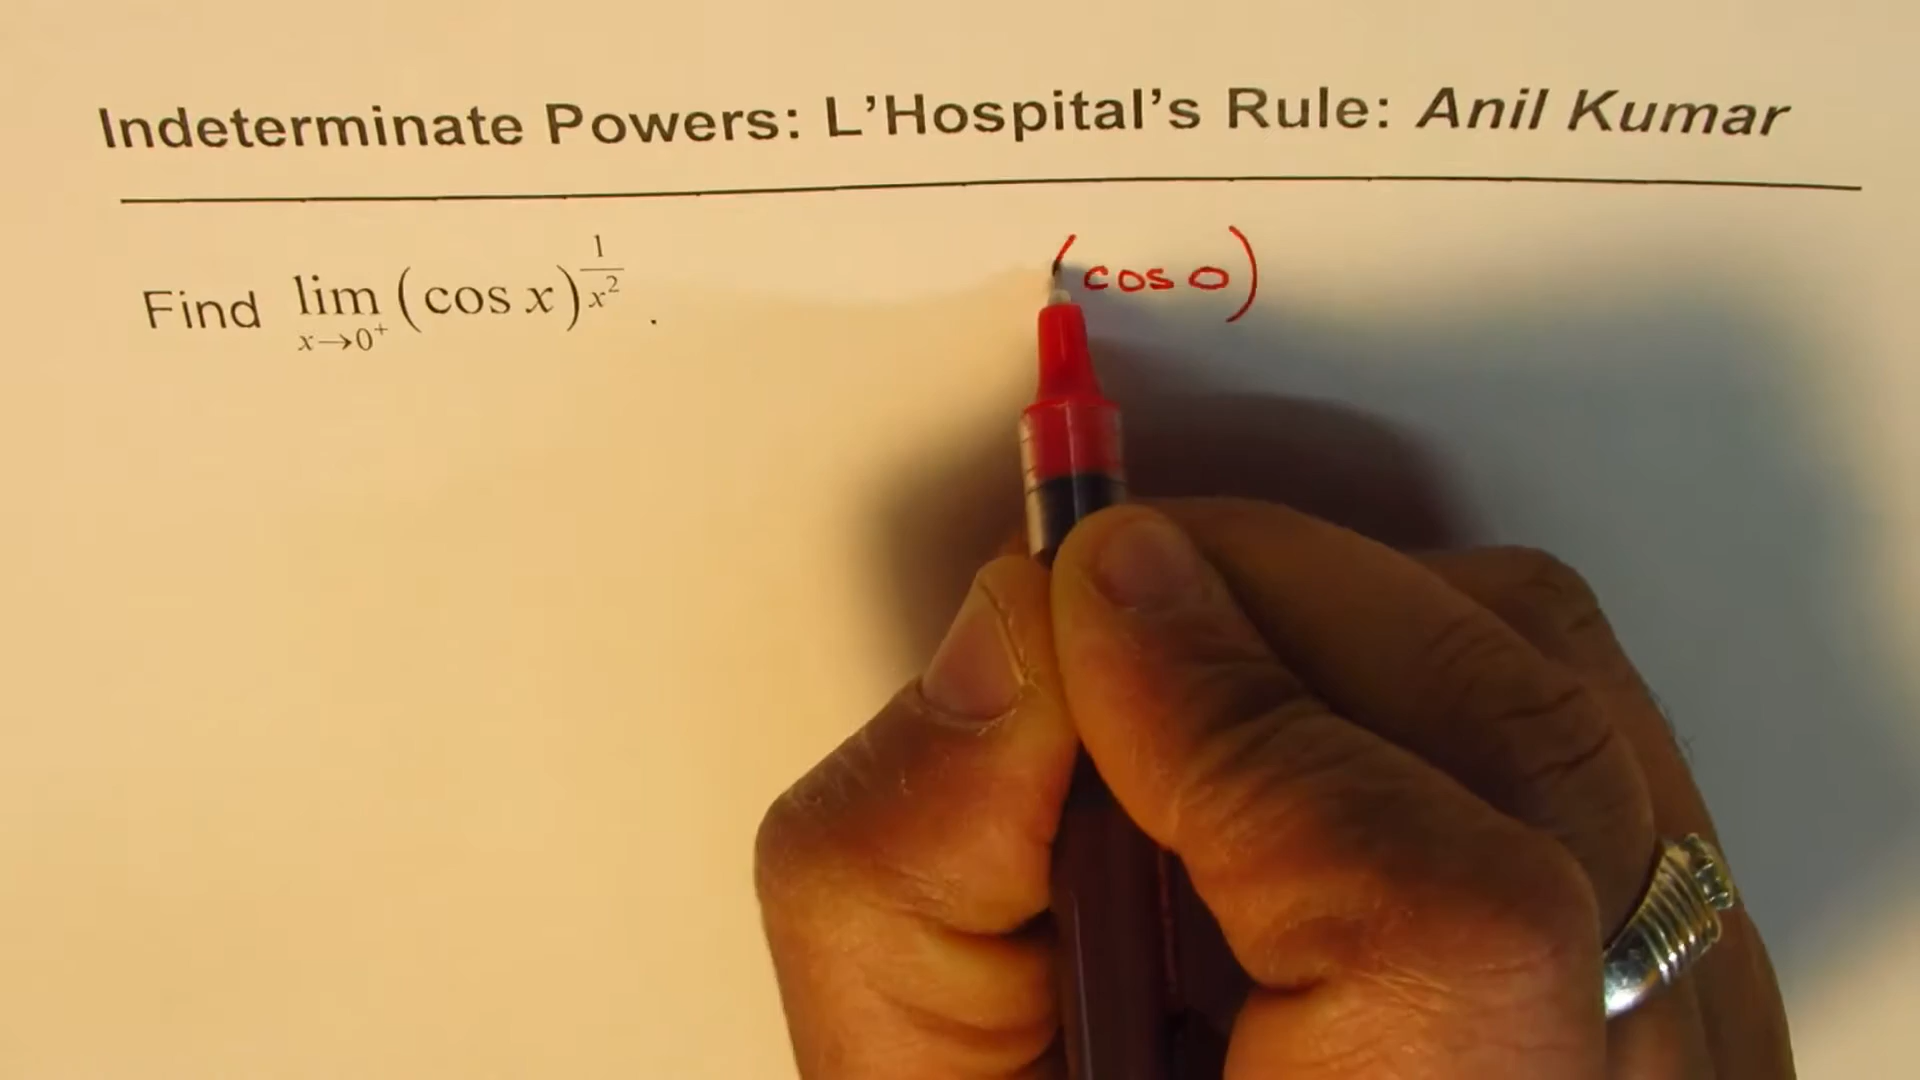 Indeterminate Powers: L’Hospital’s Rule: Anil Kumar
Find lim x→0⁺ (cos x)^(1/x²) .
(cos 0)